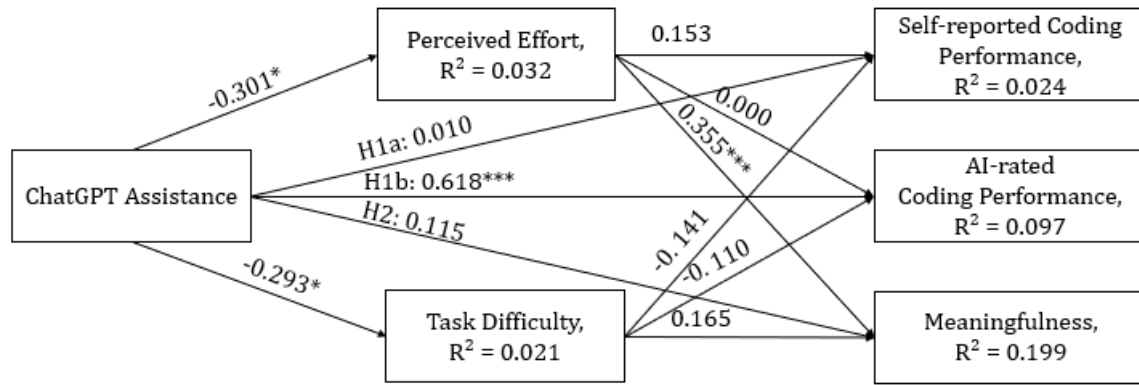 Perceived Effort,
R² = 0.032
0.153
Self-reported Coding
Performance,
R² = 0.024
-0.301*
0.000
H1a: 0.010
0.355***
ChatGPT Assistance
H1b: 0.618***
AI-rated
Coding Performance,
R² = 0.097
H2: 0.115
-0. 141
-0. 110
-0.293*
Task Difficulty,
R² = 0.021
0.165
Meaningfulness,
R² = 0.199